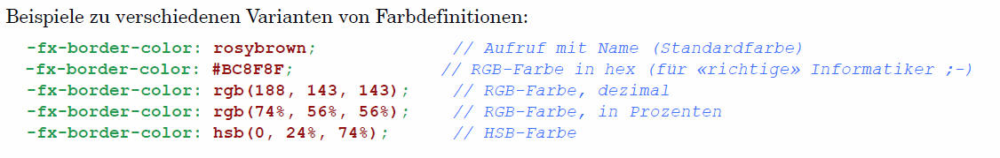 Beispiele zu verschiedenen Varianten von Farbdefinitionen:
-fx-border-color: rosybrown; // Aufruf mit Name (Standardfarbe)
-fx-border-color: #BC8F8F; // RGB-Farbe in hex (für «richtige» Informatiker ;-)
-fx-border-color: rgb(188, 143, 143); // RGB-Farbe, dezimal
-fx-border-color: rgb(74%, 56%, 56%); // RGB-Farbe, in Prozenten
-fx-border-color: hsb(0, 24%, 74%); // HSB-Farbe